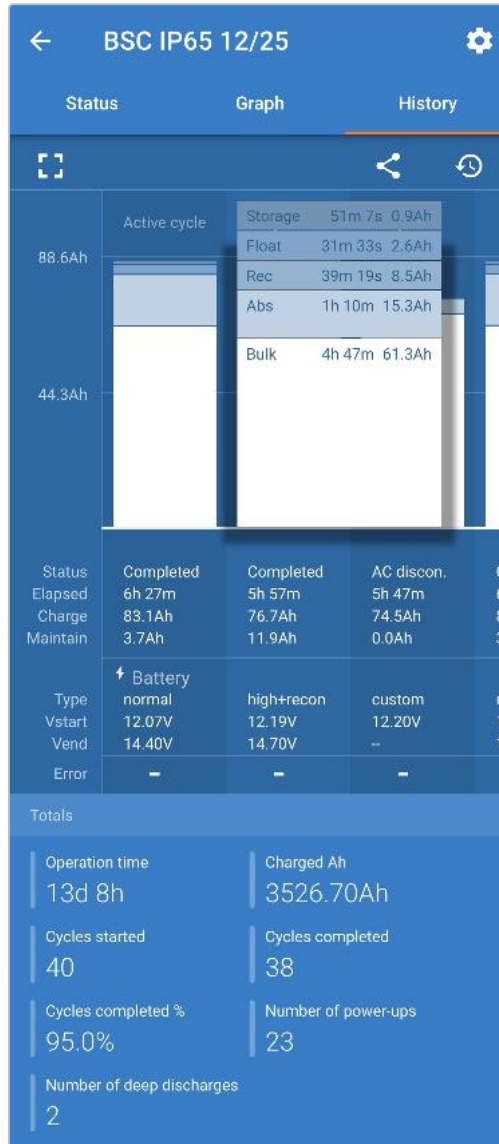 BSC IP65 12/25
Status Graph History
Active cycle
88.6Ah
44.3Ah
Storage 51m 7s 0.9Ah
Float 31m 33s 2.6Ah
Rec 39m 19s 8.5Ah
Abs 1h 10m 15.3Ah
Bulk 4h 47m 61.3Ah
Status Completed Completed AC discon.
Elapsed 6h 27m 5h 57m 5h 47m
Charge 83.1Ah 76.7Ah 74.5Ah
Maintain 3.7Ah 11.9Ah 0.0Ah
Battery
Type normal high+recon custom
Vstart 12.07V 12.19V 12.20V
Vend 14.40V 14.70V –
Error – – –
Totals
Operation time Charged Ah
13d 8h 3526.70Ah
Cycles started Cycles completed
40 38
Cycles completed % Number of power-ups
95.0% 23
Number of deep discharges
2